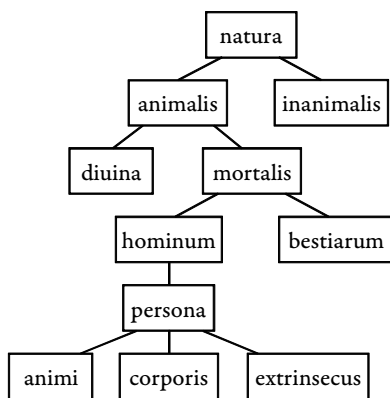 natura
animalis inanimalis
diuina mortalis
hominum bestiarum
persona
animi corporis extrinsecus